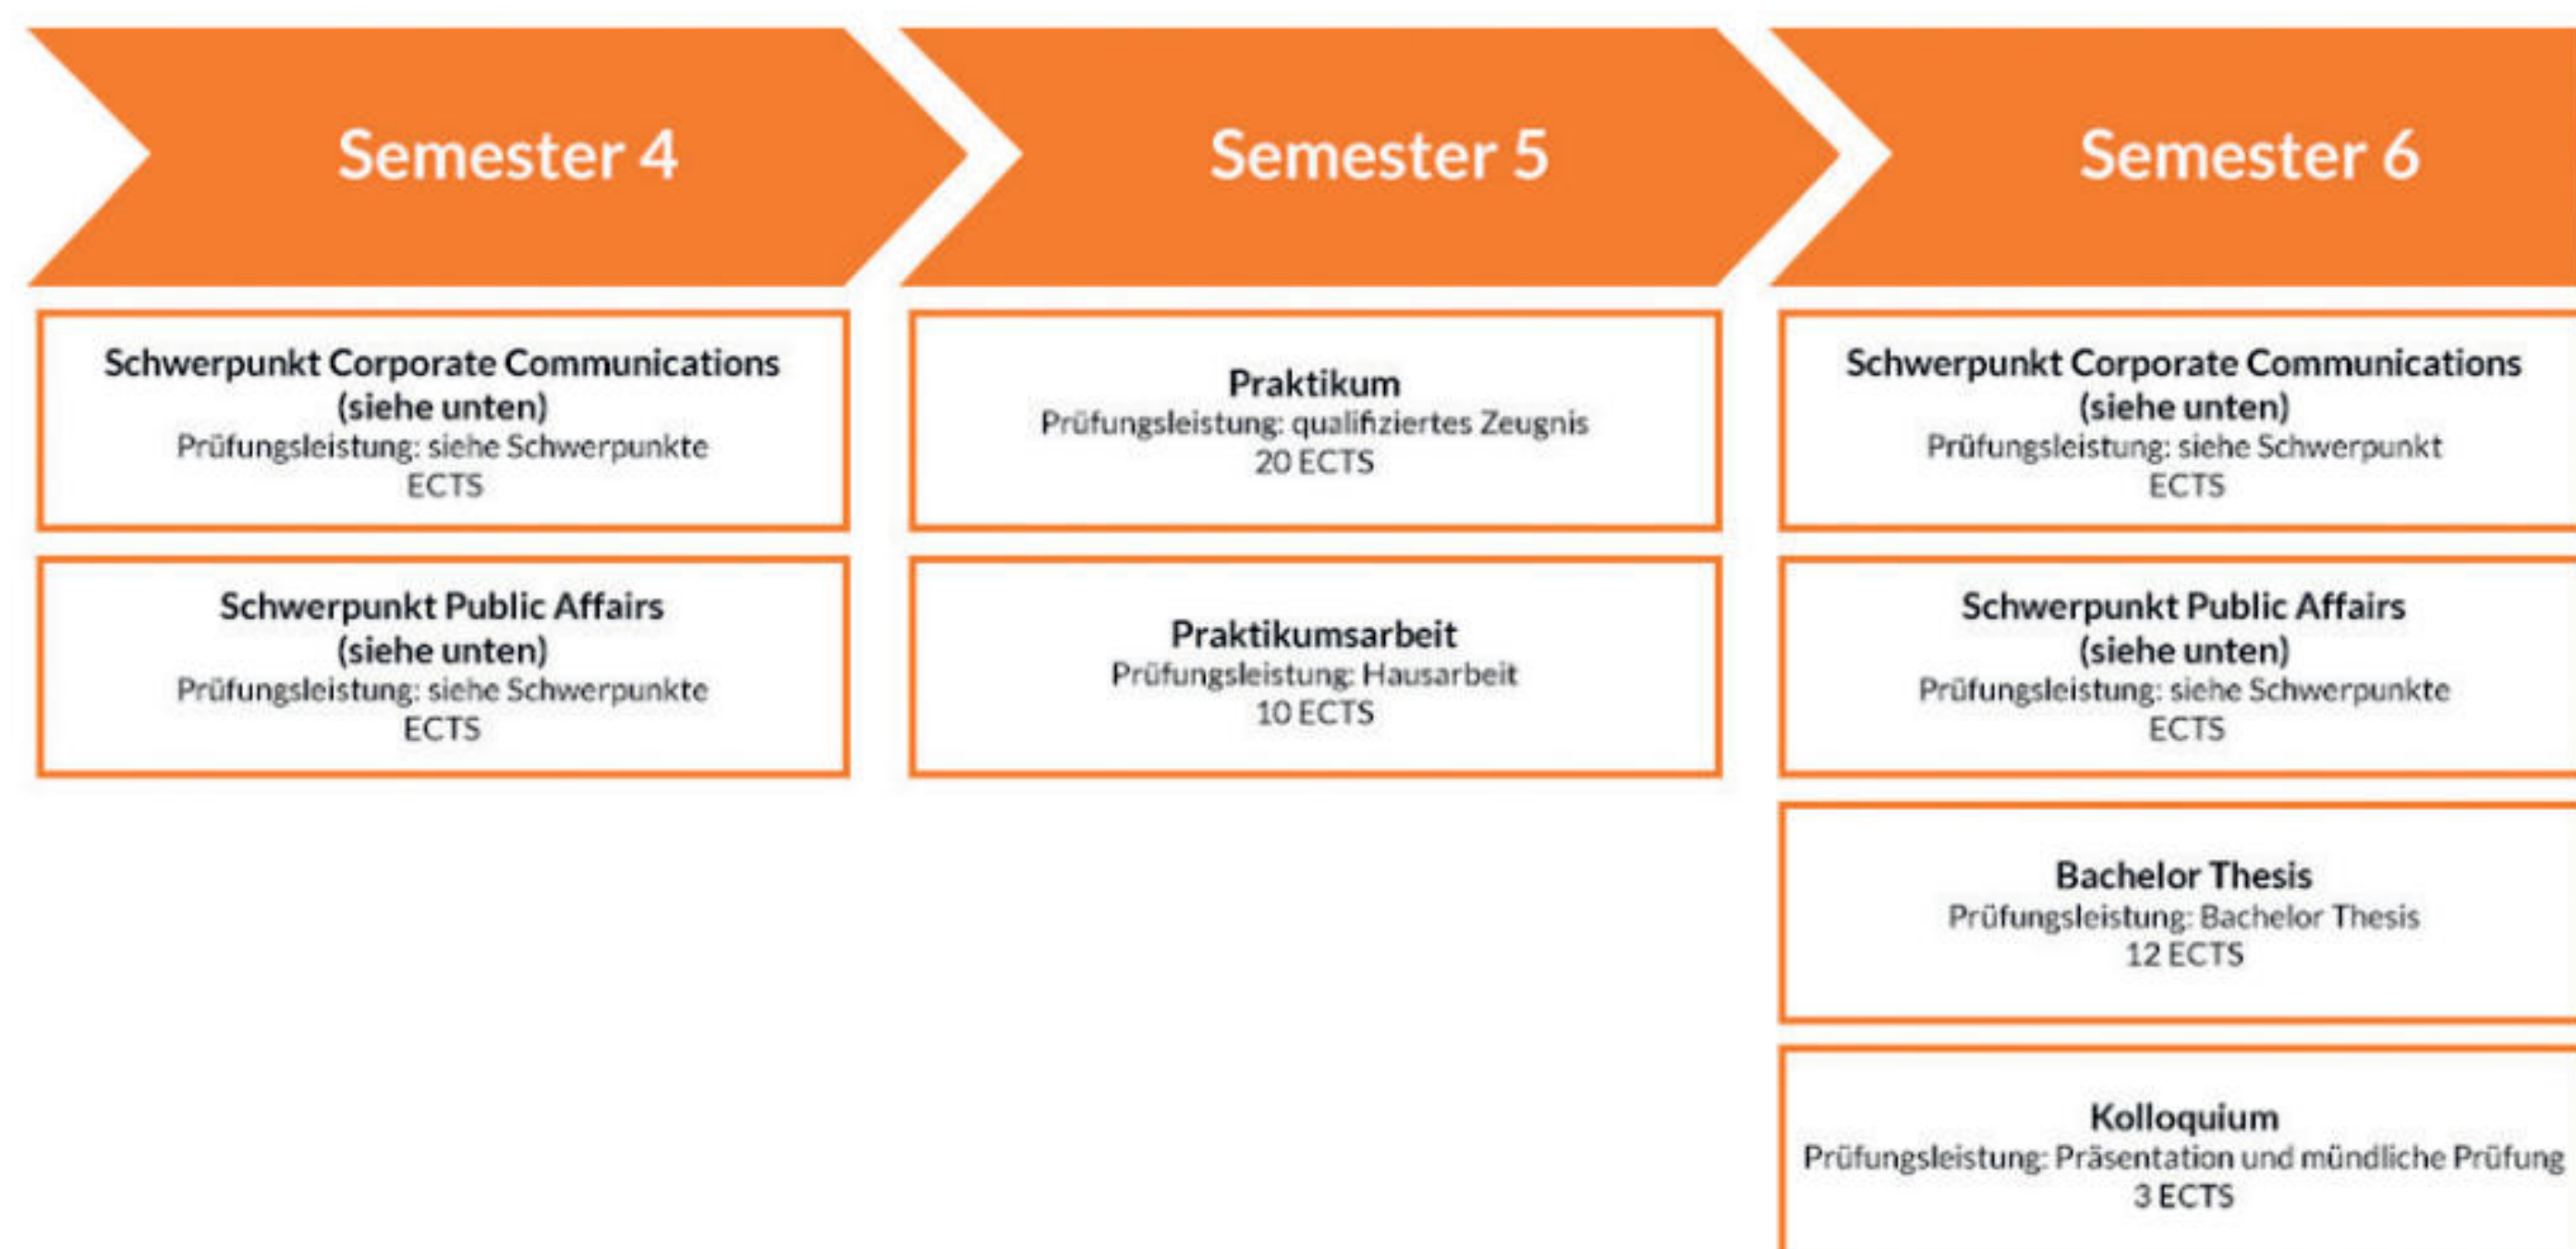 Semester 4
Schwerpunkt Corporate Communications
(siehe unten)
Prüfungsleistung: siehe Schwerpunkte
ECTS
Schwerpunkt Public Affairs
(siehe unten)
Prüfungsleistung: siehe Schwerpunkte
ECTS
Semester 5
Praktikum
Prüfungsleistung: qualifiziertes Zeugnis
20 ECTS
Praktikumsarbeit
Prüfungsleistung: Hausarbeit
10 ECTS
Semester 6
Schwerpunkt Corporate Communications
(siehe unten)
Prüfungsleistung: siehe Schwerpunkt
ECTS
Schwerpunkt Public Affairs
(siehe unten)
Prüfungsleistung: siehe Schwerpunkte
ECTS
Bachelor Thesis
Prüfungsleistung: Bachelor Thesis
12 ECTS
Kolloquium
Prüfungsleistung: Präsentation und mündliche Prüfung
3 ECTS